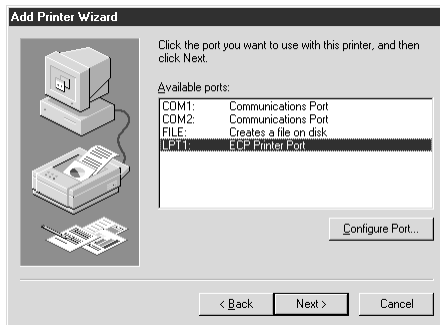 Add Printer Wizard
Click the port you want to use with this printer, and then
click Next.
Available ports:
COM1: Communications Port
COM2: Communications Port
FILE: Creates a file on disk
LPT1: ECP Printer Port
Configure Port...
< Back Next > Cancel